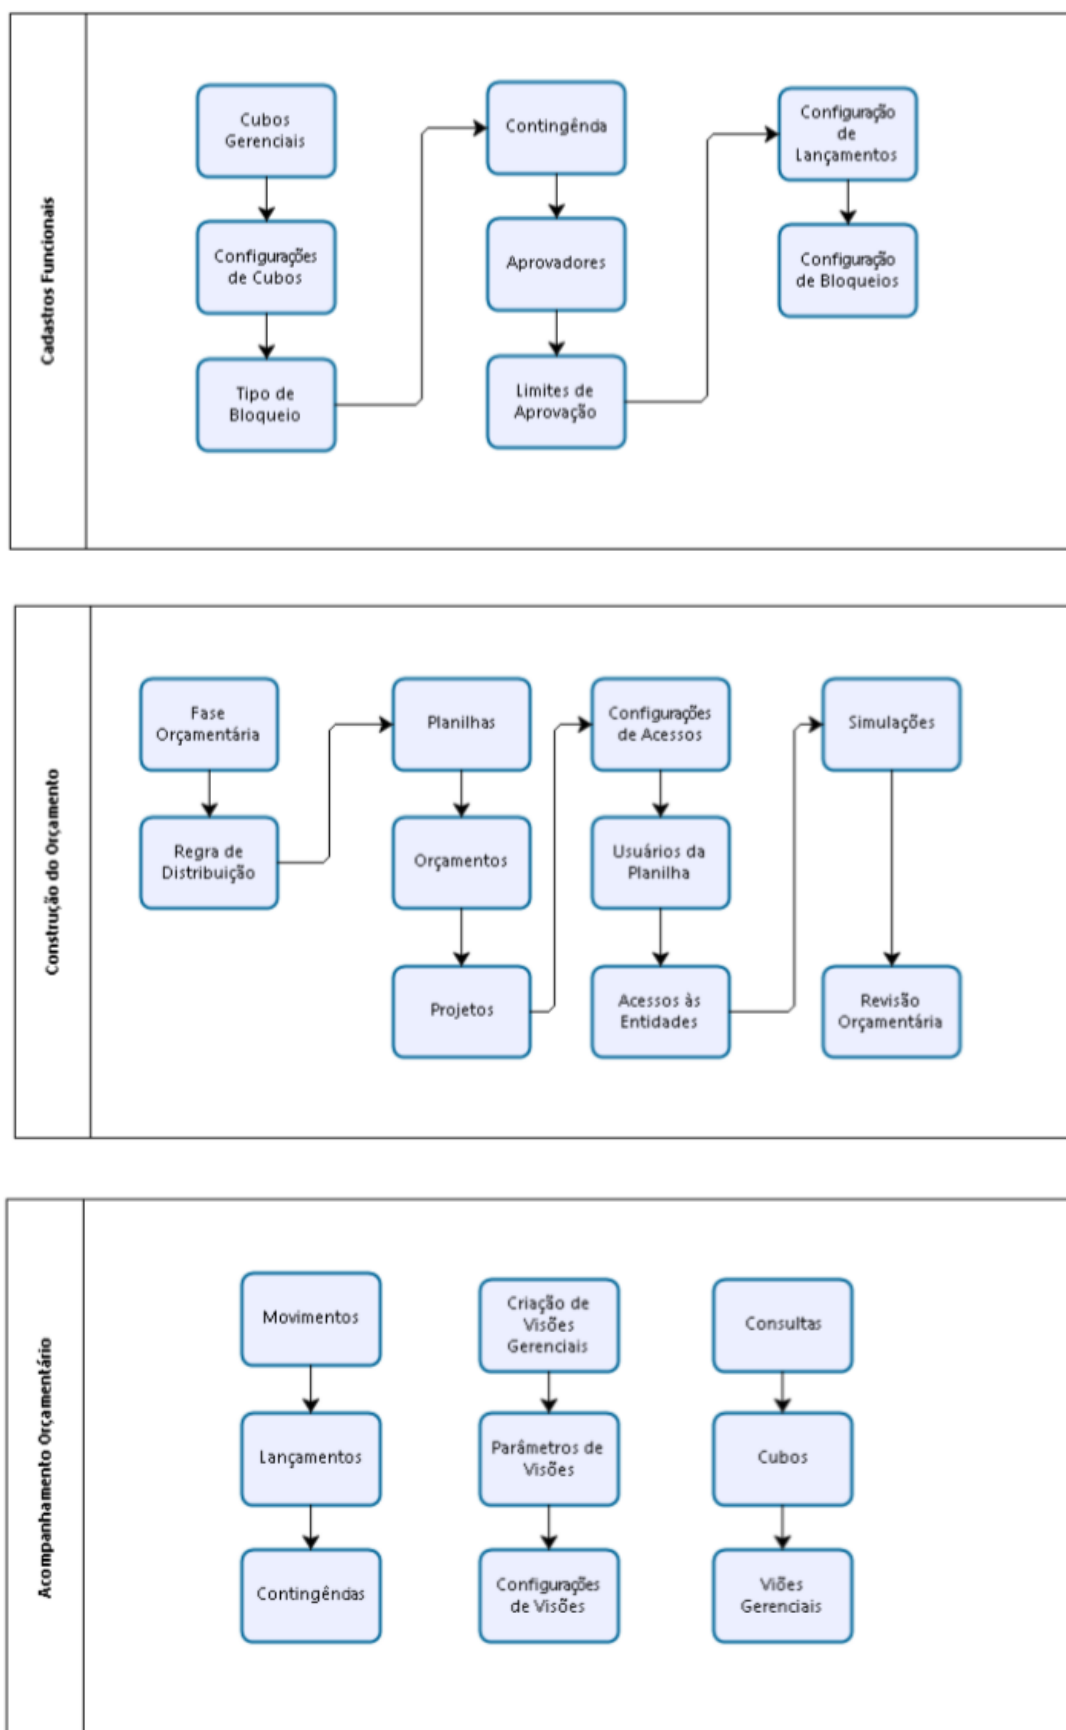 Cadastros Funcionais
Cubos
Gerenciais
Configurações
de Cubos
Tipo de
Bloqueio
Contingência
Aprovadores
Limites de
Aprovação
Configuração
de
Lançamentos
Configuração
de Bloqueios
Construção do Orçamento
Fase
Orçamentária
Regra de
Distribuição
Planilhas
Orçamentos
Projetos
Configurações
de Acessos
Usuários da
Planilha
Acessos às
Entidades
Simulações
Revisão
Orçamentária
Acompanhamento Orçamentário
Movimentos
Lançamentos
Contingências
Criação de
Visões
Gerenciais
Parâmetros de
Visões
Configurações
de Visões
Consultas
Cubos
Viões
Gerenciais